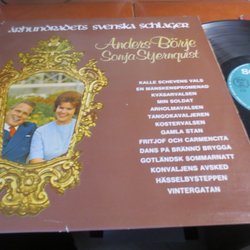 ÅRHUNDRADETS SVENSKA SCHLAGER
Anders Börje
Sonja Stjernquist
KALLE SCHEVENS VALS
EN MÅNSKENSPROMENAD
KVÄSARVALSEN
MIN SOLDAT
ARHOLMAVALSEN
TANGOKAVALJEREN
KOSTERVALSEN
GAMLA STAN
FRITJOF OCH CARMENCITA
DANS PÅ BRÄNNÖ BRYGGA
GOTLÄNDSK SOMMARNATT
KONVALJENS AVSKED
HÄSSELBYSTEPPEN
VINTERGATAN